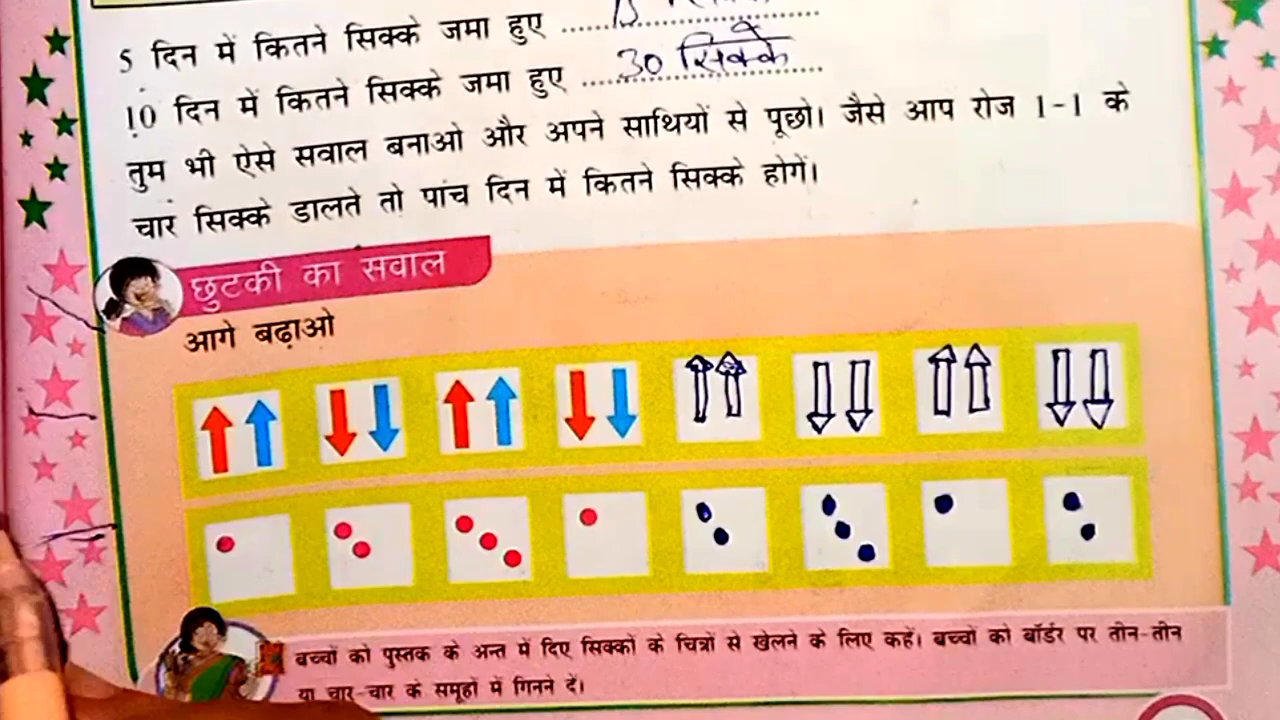 5 दिन में कितने सिक्के जमा हुए ....................
10 दिन में कितने सिक्के जमा हुए ....30 सिक्के....
तुम भी ऐसे सवाल बनाओ और अपने साथियों से पूछो। जैसे आप रोज 1-1 के
चार सिक्के डालते तो पांच दिन में कितने सिक्के होगें।
छुटकी का सवाल
आगे बढ़ाओ
बच्चों को पुस्तक के अन्त में दिए सिक्कों के चित्रों से खेलने के लिए कहें। बच्चों को बॉर्डर पर तीन-तीन
या चार-चार के समूहों में गिनने दें।